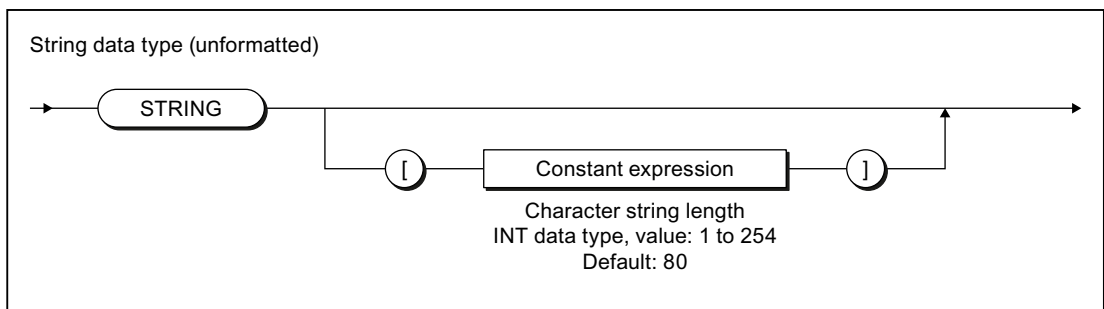 String data type (unformatted)
STRING
[
Constant expression
]
Character string length
INT data type, value: 1 to 254
Default: 80